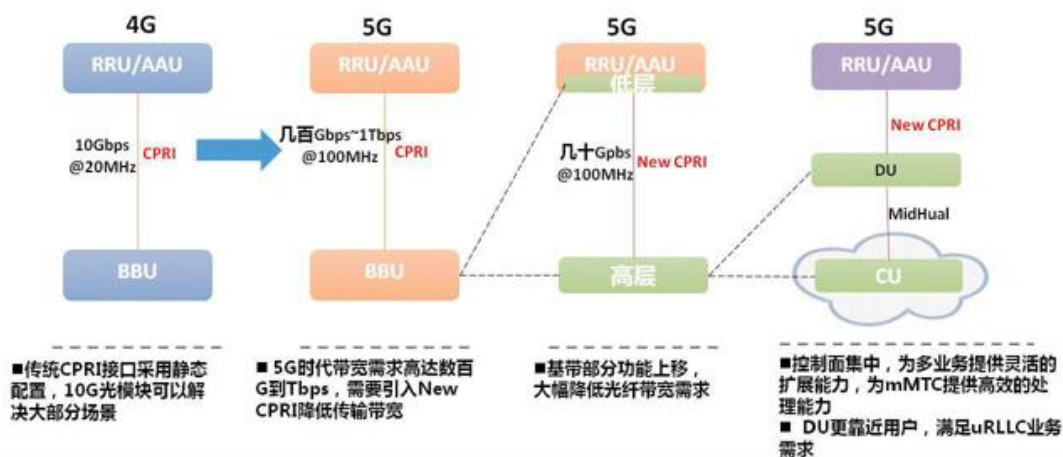 4G
RRU/AAU
10Gbps
@20MHz
CPRI
BBU
■传统CPRI接口采用静态
配置，10G光模块可以解
决大部分场景
5G
RRU/AAU
几百Gbps~1Tbps
@100MHz
CPRI
BBU
■ 5G时代带宽需求高达数百
G到Tbps，需要引入New
CPRI降低传输带宽
5G
RRU/AAU
低层
几十Gpbs
@100MHz
New CPRI
高层
■基带部分功能上移，
大幅降低光纤带宽需求
5G
RRU/AAU
New CPRI
DU
MidHual
CU
■控制面集中，为多业务提供灵活的
扩展能力，为mMTC提供高效的处
理能力
■ DU更靠近用户，满足uRLLC业务
需求